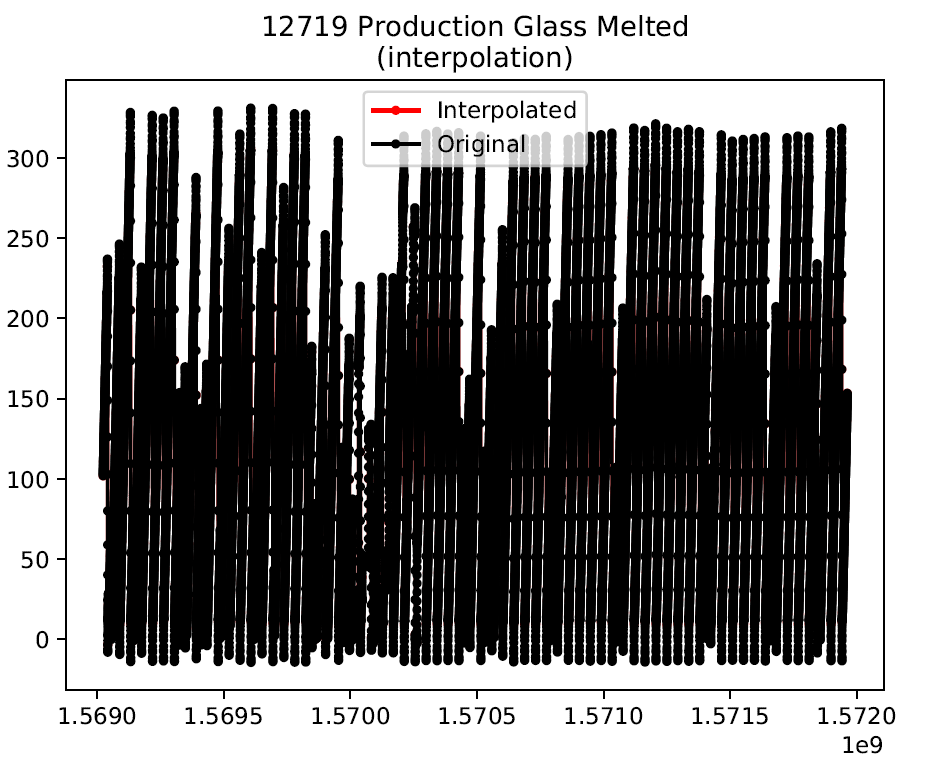 12719 Production Glass Melted
(interpolation)
Interpolated
Original
300
250
200
150
100
50
0
1.5690 1.5695 1.5700 1.5705 1.5710 1.5715 1.5720
1e9